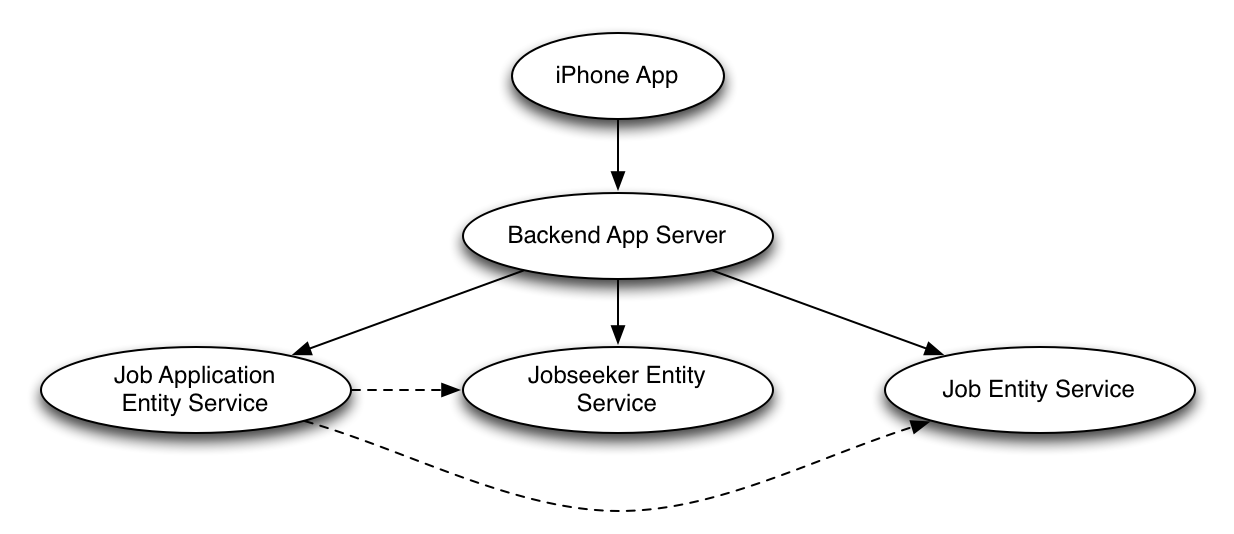 iPhone App
Backend App Server
Job Application
Entity Service
Jobseeker Entity
Service
Job Entity Service